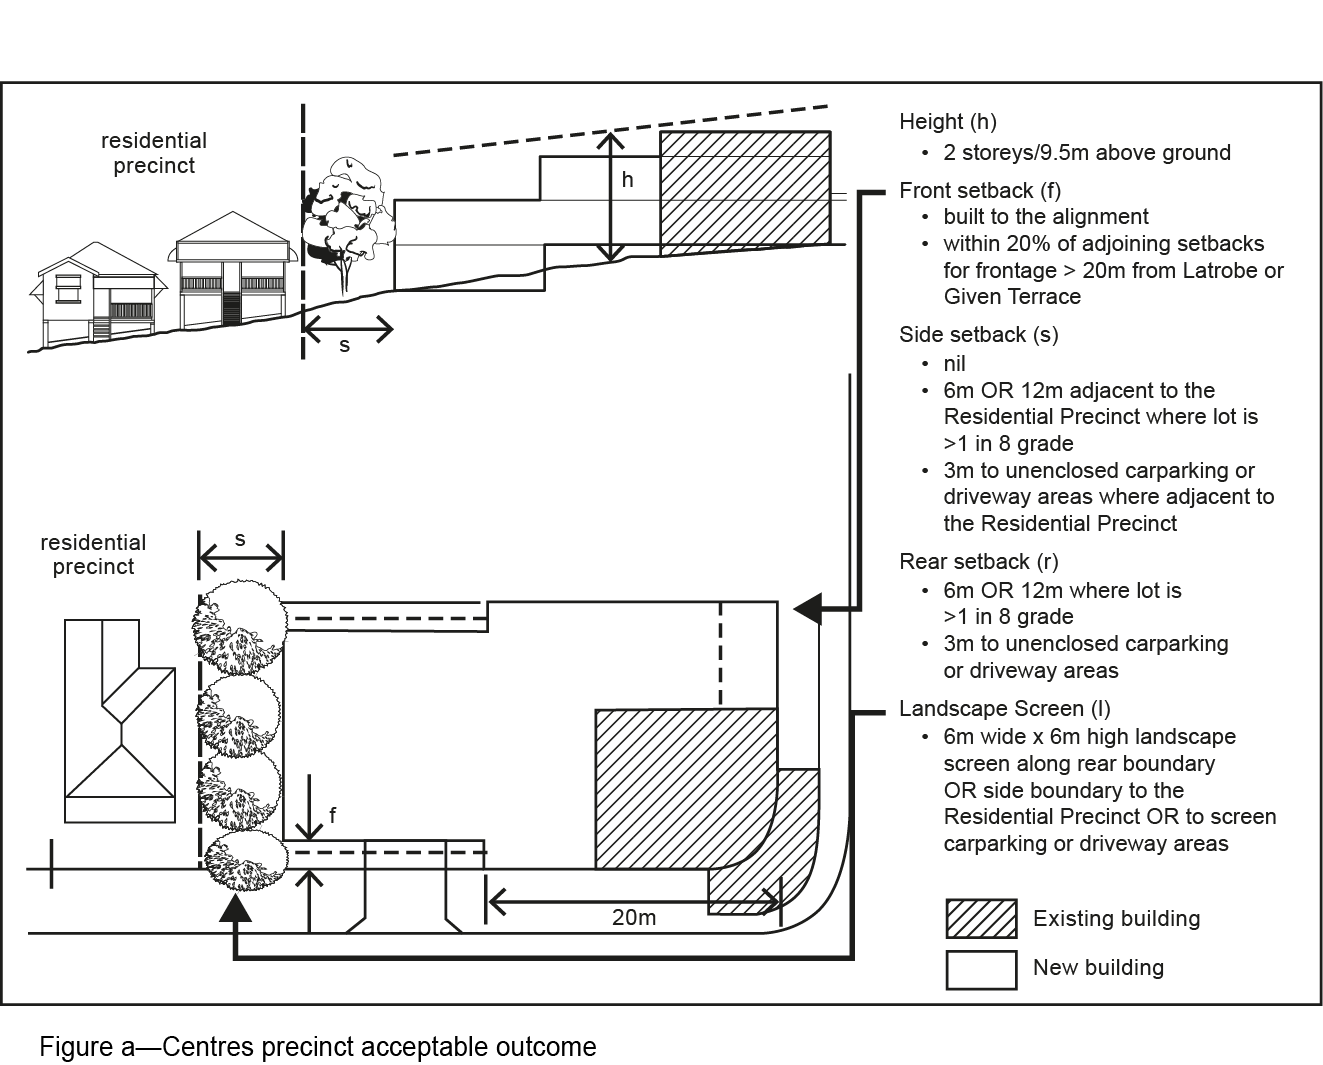 residential
precinct
h
s
residential
precinct
s
f
20m
Height (h)
• 2 storeys/9.5m above ground
Front setback (f)
• built to the alignment
• within 20% of adjoining setbacks
for frontage > 20m from Latrobe or
Given Terrace
Side setback (s)
• nil
• 6m OR 12m adjacent to the
Residential Precinct where lot is
>1 in 8 grade
• 3m to unenclosed carparking or
driveway areas where adjacent to
the Residential Precinct
Rear setback (r)
• 6m OR 12m where lot is
>1 in 8 grade
• 3m to unenclosed carparking
or driveway areas
Landscape Screen (l)
• 6m wide x 6m high landscape
screen along rear boundary
OR side boundary to the
Residential Precinct OR to screen
carparking or driveway areas
Existing building
New building
Figure a—Centres precinct acceptable outcome